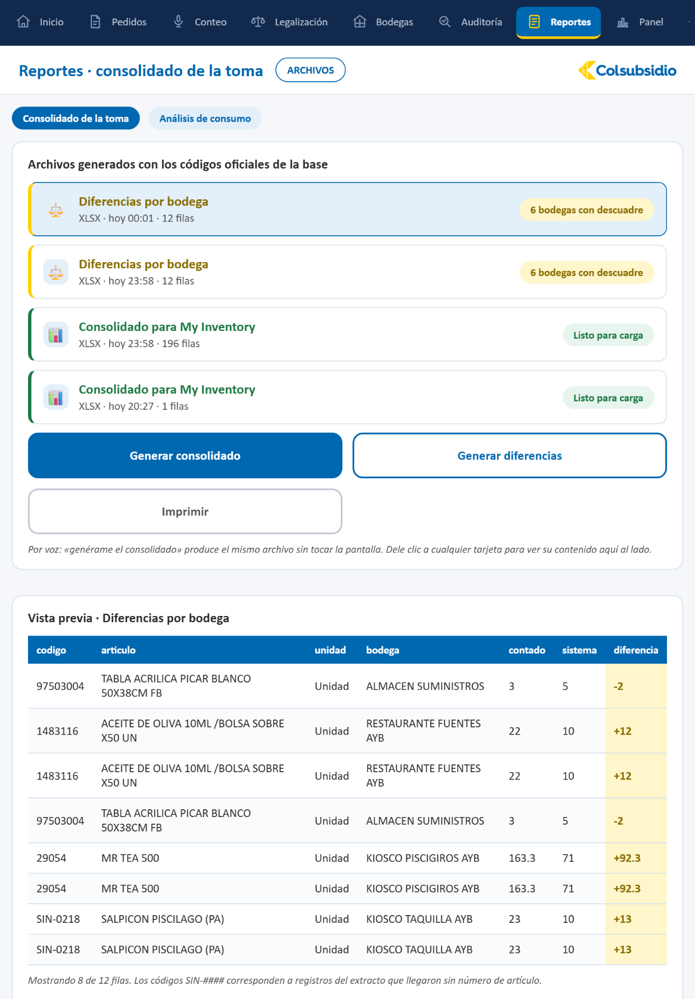 Inicio
Pedidos
Conteo
Legalización
Bodegas
Auditoría
Reportes
Panel
Reportes · consolidado de la toma
ARCHIVOS
Colsubsidio
Consolidado de la toma
Análisis de consumo
Archivos generados con los códigos oficiales de la base
Diferencias por bodega
XLSX · hoy 00:01 · 12 filas
6 bodegas con descuadre
Diferencias por bodega
XLSX · hoy 23:58 · 12 filas
6 bodegas con descuadre
Consolidado para My Inventory
XLSX · hoy 23:58 · 196 filas
Listo para carga
Consolidado para My Inventory
XLSX · hoy 20:27 · 1 filas
Listo para carga
Generar consolidado
Generar diferencias
Imprimir
Por voz: «genérame el consolidado» produce el mismo archivo sin tocar la pantalla. Dele clic a cualquier tarjeta para ver su contenido aquí al lado.
Vista previa · Diferencias por bodega
codigo articulo unidad bodega contado sistema diferencia
97503004 TABLA ACRILICA PICAR BLANCO 50X38CM FB Unidad ALMACEN SUMINISTROS 3 5 -2
1483116 ACEITE DE OLIVA 10ML /BOLSA SOBRE X50 UN Unidad RESTAURANTE FUENTES AYB 22 10 +12
1483116 ACEITE DE OLIVA 10ML /BOLSA SOBRE X50 UN Unidad RESTAURANTE FUENTES AYB 22 10 +12
97503004 TABLA ACRILICA PICAR BLANCO 50X38CM FB Unidad ALMACEN SUMINISTROS 3 5 -2
29054 MR TEA 500 Unidad KIOSCO PISCIGIROS AYB 163.3 71 +92.3
29054 MR TEA 500 Unidad KIOSCO PISCIGIROS AYB 163.3 71 +92.3
SIN-0218 SALPICON PISCILAGO (PA) Unidad KIOSCO TAQUILLA AYB 23 10 +13
SIN-0218 SALPICON PISCILAGO (PA) Unidad KIOSCO TAQUILLA AYB 23 10 +13
Mostrando 8 de 12 filas. Los códigos SIN-#### corresponden a registros del extracto que llegaron sin número de artículo.